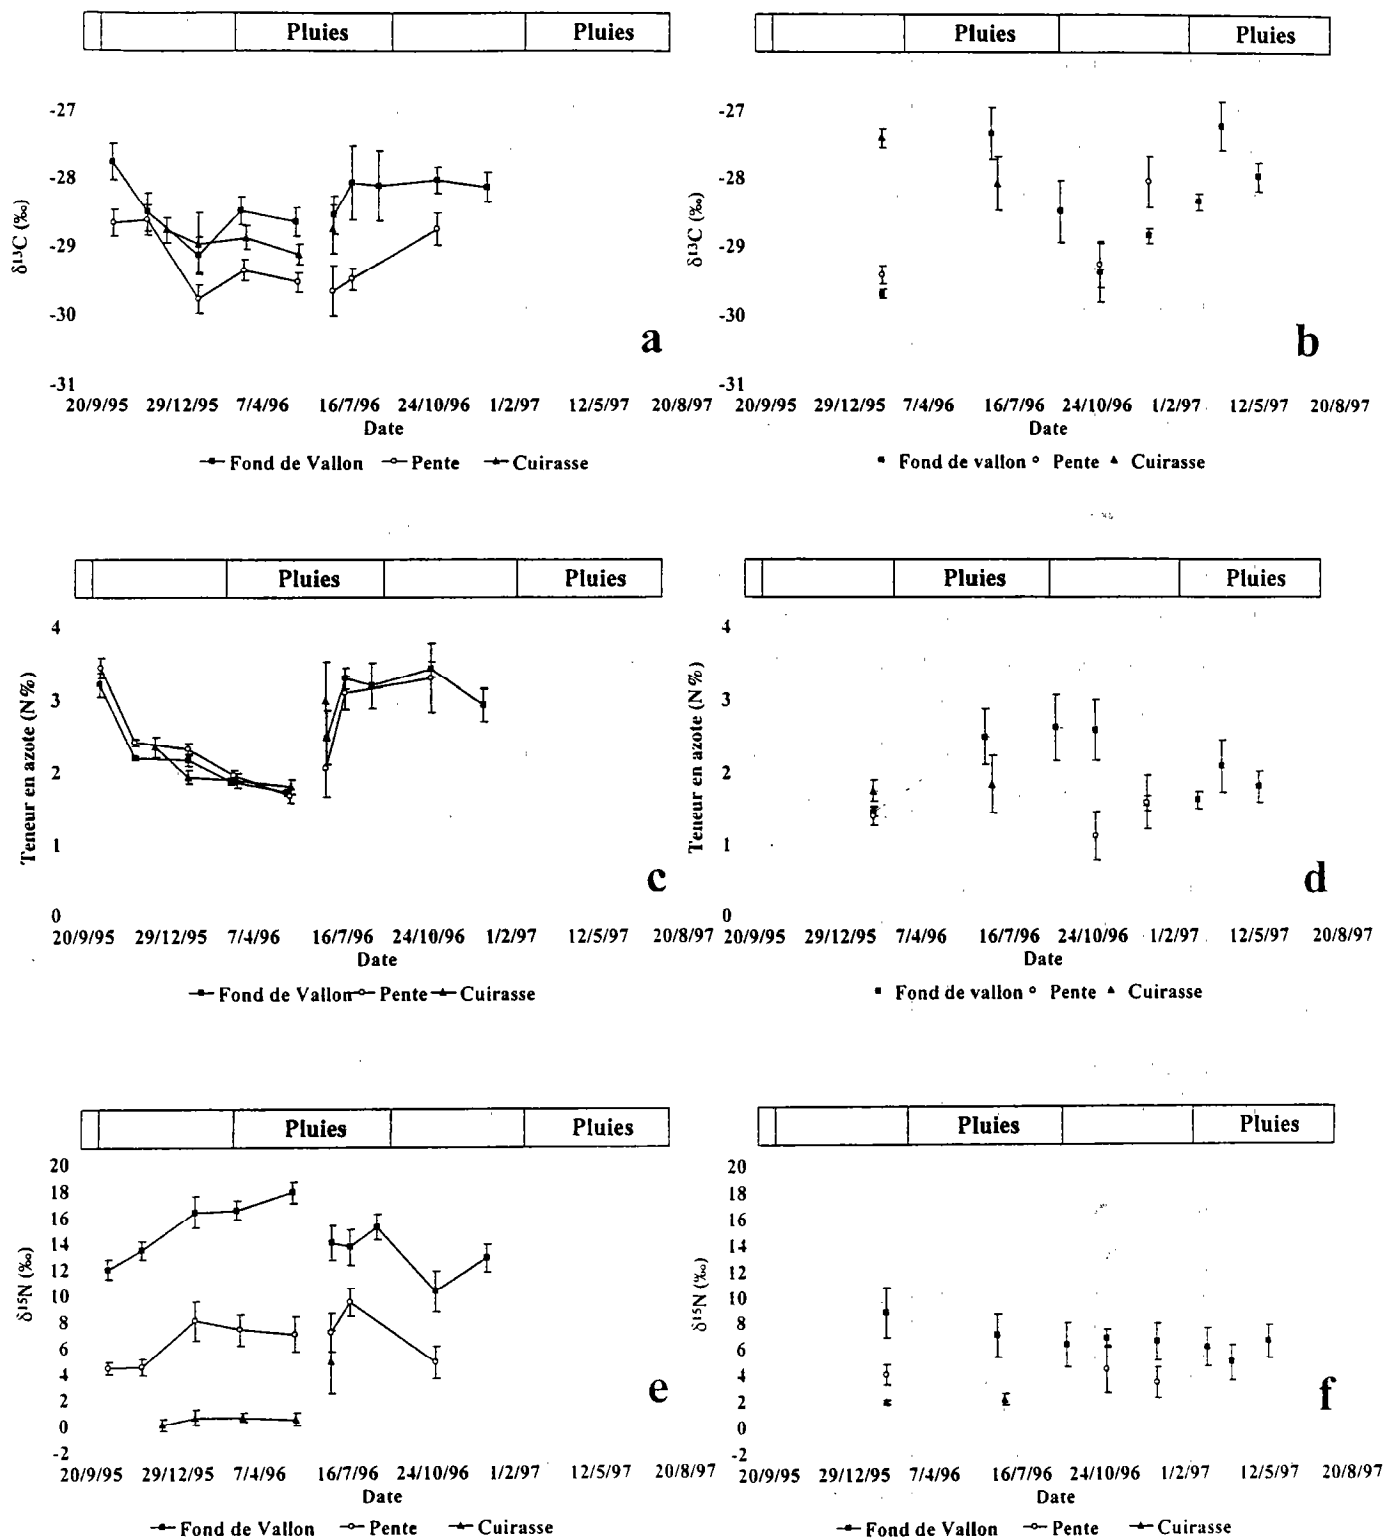 Pluies Pluies
-27
-28
-29
-30
-31
δ¹³C (‰)
a
20/9/95 29/12/95 7/4/96 16/7/96 24/10/96 1/2/97 12/5/97 20/8/97
Date
Fond de Vallon Pente Cuirasse
Pluies Pluies
-27
-28
-29
-30
-31
δ¹³C (‰)
b
20/9/95 29/12/95 7/4/96 16/7/96 24/10/96 1/2/97 12/5/97 20/8/97
Date
Fond de vallon Pente Cuirasse
Pluies Pluies
4
3
2
1
0
Teneur en azote (N%)
c
20/9/95 29/12/95 7/4/96 16/7/96 24/10/96 1/2/97 12/5/97 20/8/97
Date
Fond de Vallon Pente Cuirasse
Pluies Pluies
4
3
2
1
0
Teneur en azote (N%)
d
20/9/95 29/12/95 7/4/96 16/7/96 24/10/96 1/2/97 12/5/97 20/8/97
Date
Fond de vallon Pente Cuirasse
Pluies Pluies
20
18
16
14
12
10
8
6
4
2
0
-2
δ¹⁵N (‰)
e
20/9/95 29/12/95 7/4/96 16/7/96 24/10/96 1/2/97 12/5/97 20/8/97
Date
Fond de Vallon Pente Cuirasse
Pluies Pluies
20
18
16
14
12
10
8
6
4
2
0
-2
δ¹⁵N (‰)
f
20/9/95 29/12/95 7/4/96 16/7/96 24/10/96 1/2/97 12/5/97 20/8/97
Date
Fond de Vallon Pente Cuirasse